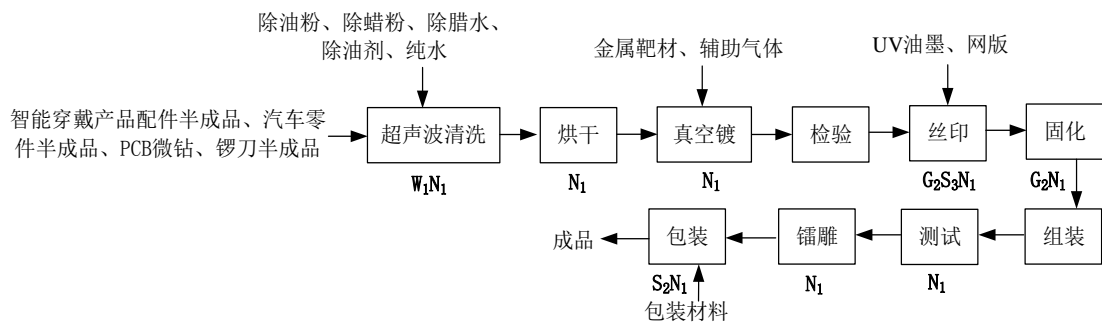 除油粉、除蜡粉、除腊水、
除油剂、纯水
金属靶材、辅助气体
UV油墨、网版
智能穿戴产品配件半成品、汽车零
件半成品、PCB微钻、锣刀半成品
超声波清洗
烘干
真空镀
检验
丝印
固化
W₁N₁
N₁
N₁
G₂S₃N₁
G₂N₁
成品
包装
镭雕
测试
组装
S₂N₁
N₁
N₁
包装材料